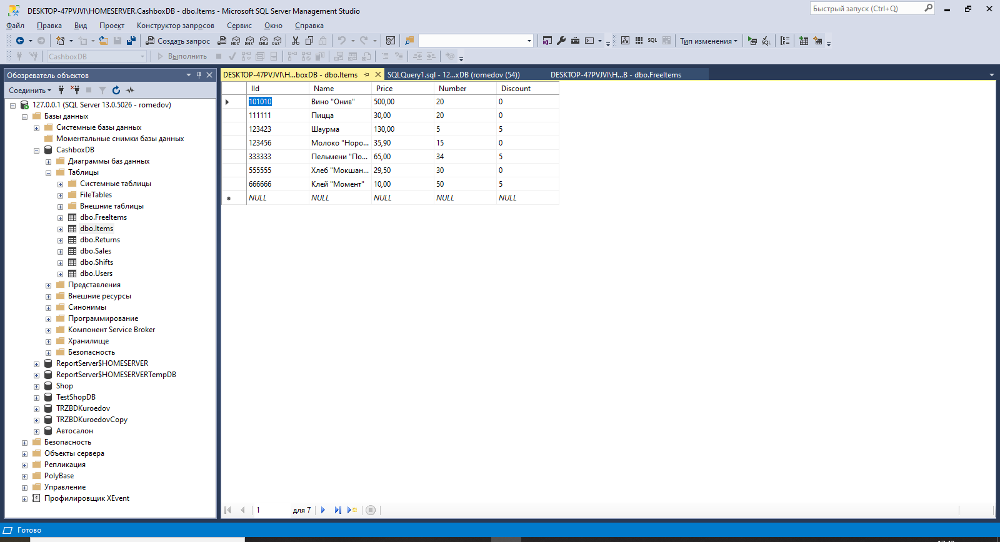 DESKTOP-47PVJVI\HOMESERVER.CashboxDB - dbo.Items - Microsoft SQL Server Management Studio
Быстрый запуск (Ctrl+Q)
Файл Правка Вид Проект Конструктор запросов Сервис Окно Справка
Создать запрос MDX DMX XMLA DAX SQL Тип изменения SQL
CashboxDB Выполнить
Обозреватель объектов
Соединить
127.0.0.1 (SQL Server 13.0.5026 - romedov)
Базы данных
Системные базы данных
Моментальные снимки базы данных
CashboxDB
Диаграммы баз данных
Таблицы
Системные таблицы
FileTables
Внешние таблицы
dbo.FreeItems
dbo.Items
dbo.Returns
dbo.Sales
dbo.Shifts
dbo.Users
Представления
Внешние ресурсы
Синонимы
Программирование
Компонент Service Broker
Хранилище
Безопасность
ReportServer$HOMESERVER
ReportServer$HOMESERVERTempDB
Shop
TestShopDB
TRZBDKuroedov
TRZBDKuroedovCopy
Автосалон
Безопасность
Объекты сервера
Репликация
PolyBase
Управление
Профилировщик XEvent
DESKTOP-47PVJVI\H...boxDB - dbo.Items SQLQuery1.sql - 12...xDB (romedov (54)) DESKTOP-47PVJVI\H...B - dbo.FreeItems
IId Name Price Number Discount
101010 Вино "Онив" 500,00 20 0
111111 Пицца 30,00 20 0
123423 Шаурма 130,00 5 5
123456 Молоко "Норо... 35,90 15 0
333333 Пельмени "По... 65,00 34 5
555555 Хлеб "Мокшан... 29,50 30 0
666666 Клей "Момент" 10,00 50 5
NULL NULL NULL NULL NULL
1 для 7
Готово